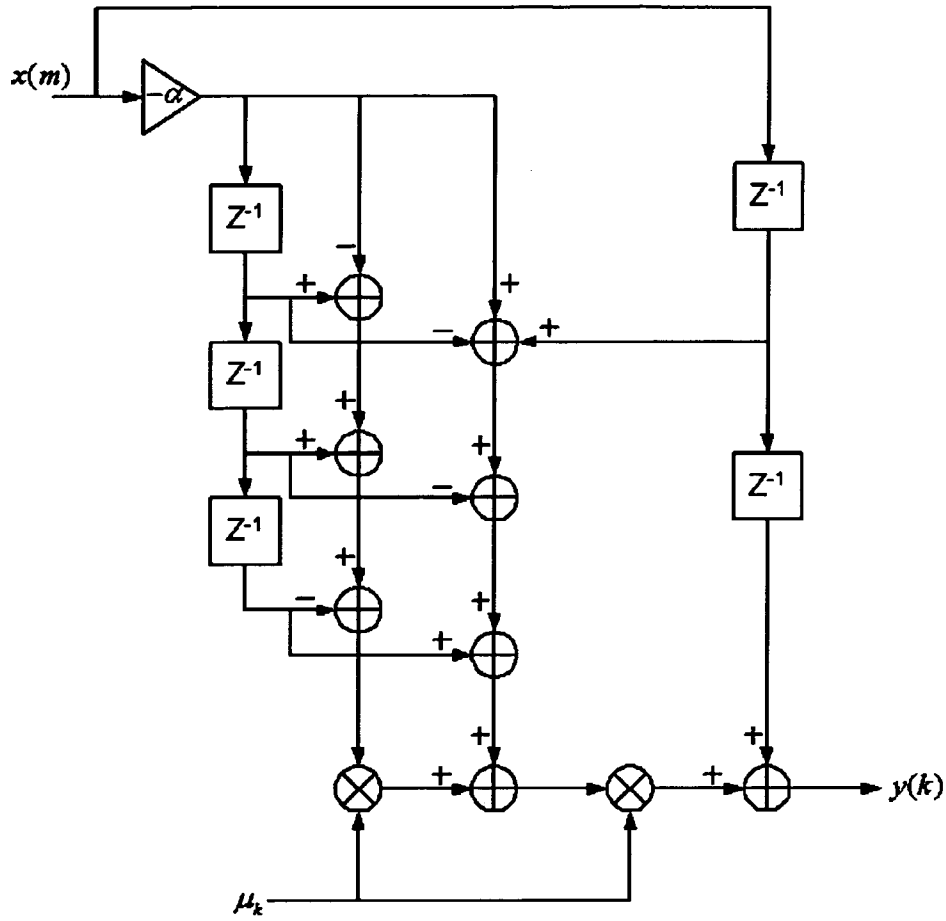 x(m)
-α
Z⁻¹
Z⁻¹
−
+
+
−
+
Z⁻¹
+
+
+
−
Z⁻¹
Z⁻¹
+
+
−
+
+
+
+
+
+
y(k)
μₖ